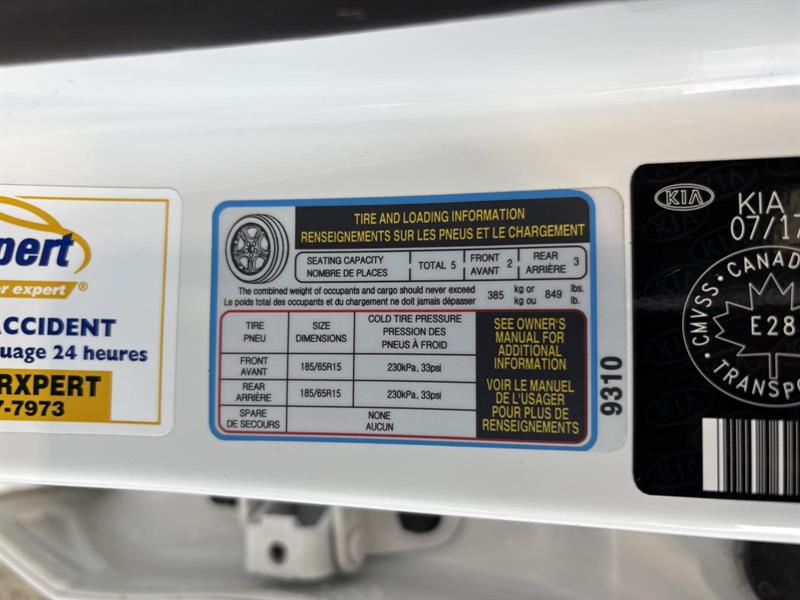 xpert
er expert®
ACCIDENT
uage 24 heures
RXPERT
7-7973
TIRE AND LOADING INFORMATION
RENSEIGNEMENTS SUR LES PNEUS ET LE CHARGEMENT
SEATING CAPACITY
NOMBRE DE PLACES
TOTAL 5
FRONT
AVANT 2
REAR
ARRIÈRE 3
The combined weight of occupants and cargo should never exceed
Le poids total des occupants et du chargement ne doit jamais dépasser
385 kg or
kg ou
849 lbs.
lb.
TIRE
PNEU
SIZE
DIMENSIONS
COLD TIRE PRESSURE
PRESSION DES
PNEUS À FROID
FRONT
AVANT
185/65R15
230kPa, 33psi
REAR
ARRIÈRE
185/65R15
230kPa, 33psi
SPARE
DE SECOURS
NONE
AUCUN
SEE OWNER'S
MANUAL FOR
ADDITIONAL
INFORMATION
VOIR LE MANUEL
DE L'USAGER
POUR PLUS DE
RENSEIGNEMENTS
9310
KIA
KIA
07/17
CMVSS · CANAD
E28
TRANSPO
KIA